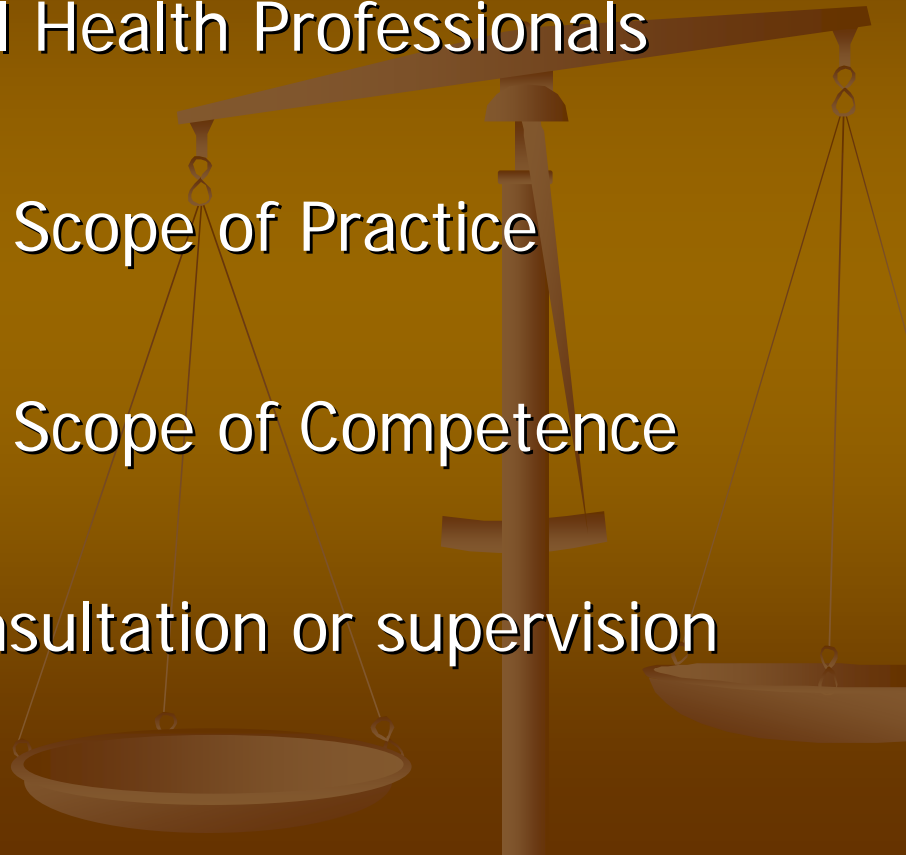 Health Professionals
Scope of Practice
Scope of Competence
nsultation or supervision